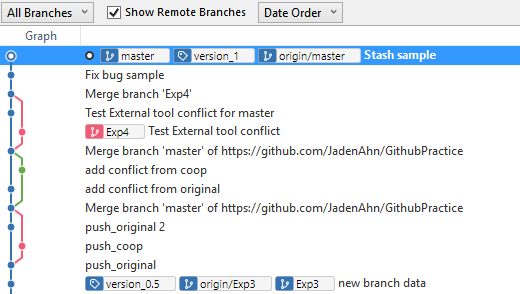 All Branches Show Remote Branches Date Order
Graph
master version_1 origin/master Stash sample
Fix bug sample
Merge branch 'Exp4'
Test External tool conflict for master
Exp4 Test External tool conflict
Merge branch 'master' of https://github.com/JadenAhn/GithubPractice
add conflict from coop
add conflict from original
Merge branch 'master' of https://github.com/JadenAhn/GithubPractice
push_original 2
push_coop
push_original
version_0.5 origin/Exp3 Exp3 new branch data